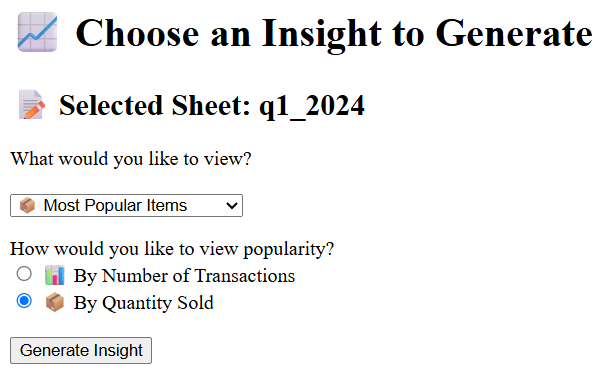 Choose an Insight to Generate
Selected Sheet: q1_2024
What would you like to view?
Most Popular Items
How would you like to view popularity?
By Number of Transactions
By Quantity Sold
Generate Insight